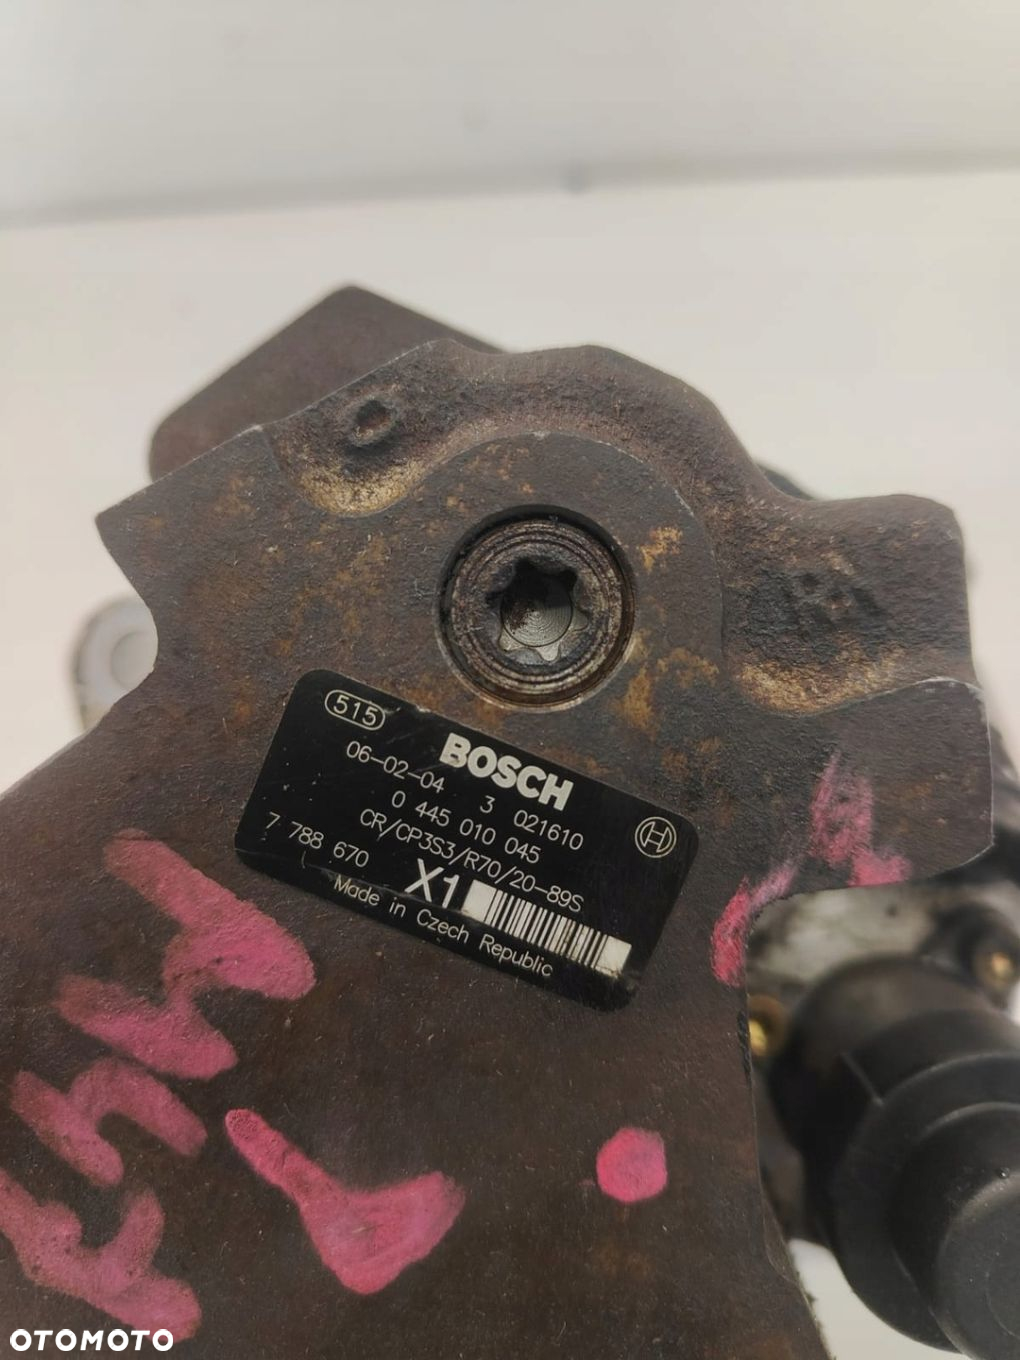 515
BOSCH
06-02-04 3 021610
0 445 010 045
CR/CP3S3/R70/20-89S
7 788 670 X1
Made in Czech Republic
OTOMOTO